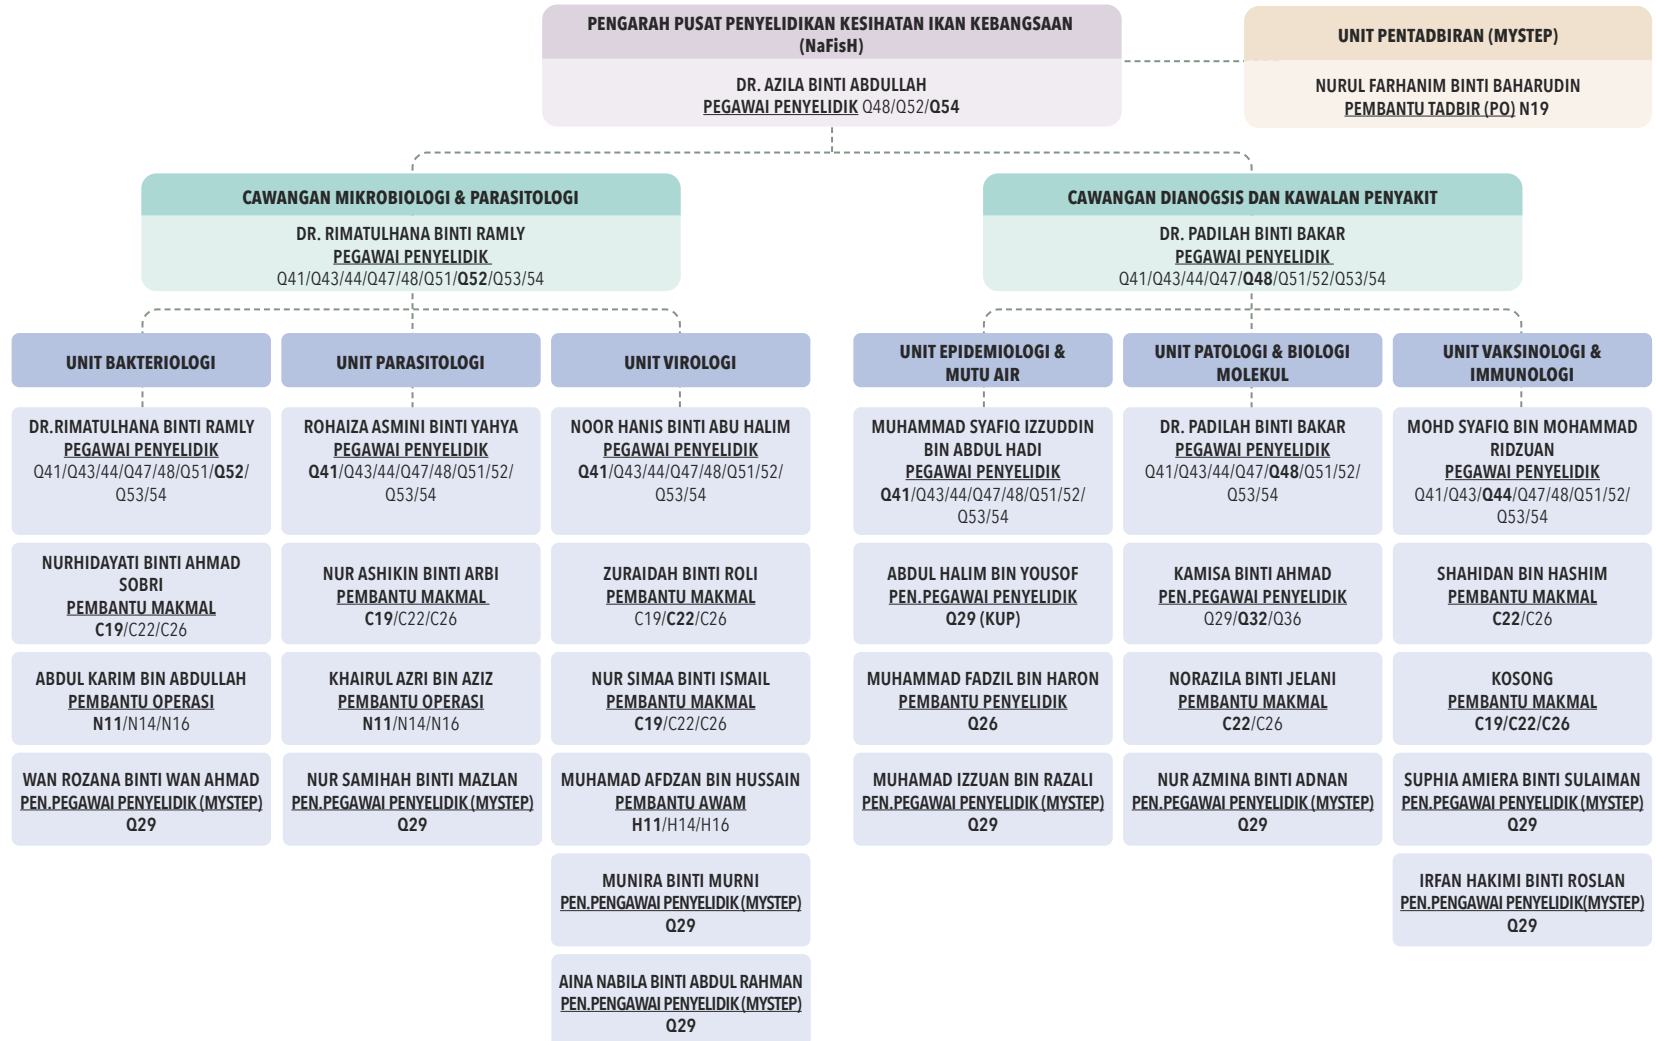 PENGARAH PUSAT PENYELIDIKAN KESIHATAN IKAN KEBANGSAAN
(NaFisH)
DR. AZILA BINTI ABDULLAH
PEGAWAI PENYELIDIK Q48/Q52/Q54
UNIT PENTADBIRAN (MYSTEP)
NURUL FARHANIM BINTI BAHARUDIN
PEMBANTU TADBIR (PO) N19
CAWANGAN MIKROBIOLOGI & PARASITOLOGI
DR. RIMATULHANA BINTI RAMLY
PEGAWAI PENYELIDIK
Q41/Q43/44/Q47/48/Q51/Q52/Q53/54
CAWANGAN DIANOGSIS DAN KAWALAN PENYAKIT
DR. PADILAH BINTI BAKAR
PEGAWAI PENYELIDIK
Q41/Q43/44/Q47/Q48/Q51/52/Q53/54
UNIT BAKTERIOLOGI
DR.RIMATULHANA BINTI RAMLY
PEGAWAI PENYELIDIK
Q41/Q43/44/Q47/48/Q51/Q52/
Q53/54
NURHIDAYATI BINTI AHMAD
SOBRI
PEMBANTU MAKMAL
C19/C22/C26
ABDUL KARIM BIN ABDULLAH
PEMBANTU OPERASI
N11/N14/N16
WAN ROZANA BINTI WAN AHMAD
PEN.PEGAWAI PENYELIDIK (MYSTEP)
Q29
UNIT PARASITOLOGI
ROHAIZA ASMINI BINTI YAHYA
PEGAWAI PENYELIDIK
Q41/Q43/44/Q47/48/Q51/52/
Q53/54
NUR ASHIKIN BINTI ARBI
PEMBANTU MAKMAL
C19/C22/C26
KHAIRUL AZRI BIN AZIZ
PEMBANTU OPERASI
N11/N14/N16
NUR SAMIHAH BINTI MAZLAN
PEN.PEGAWAI PENYELIDIK (MYSTEP)
Q29
UNIT VIROLOGI
NOOR HANIS BINTI ABU HALIM
PEGAWAI PENYELIDIK
Q41/Q43/44/Q47/48/Q51/52/
Q53/54
ZURAIDAH BINTI ROLI
PEMBANTU MAKMAL
C19/C22/C26
NUR SIMAA BINTI ISMAIL
PEMBANTU MAKMAL
C19/C22/C26
MUHAMAD AFDZAN BIN HUSSAIN
PEMBANTU AWAM
H11/H14/H16
MUNIRA BINTI MURNI
PEN.PENGAWAI PENYELIDIK (MYSTEP)
Q29
AINA NABILA BINTI ABDUL RAHMAN
PEN.PENGAWAI PENYELIDIK (MYSTEP)
Q29
UNIT EPIDEMIOLOGI &
MUTU AIR
MUHAMMAD SYAFIQ IZZUDDIN
BIN ABDUL HADI
PEGAWAI PENYELIDIK
Q41/Q43/44/Q47/48/Q51/52/
Q53/54
ABDUL HALIM BIN YOUSOF
PEN.PEGAWAI PENYELIDIK
Q29 (KUP)
MUHAMMAD FADZIL BIN HARON
PEMBANTU PENYELIDIK
Q26
MUHAMAD IZZUAN BIN RAZALI
PEN.PEGAWAI PENYELIDIK (MYSTEP)
Q29
UNIT PATOLOGI & BIOLOGI
MOLEKUL
DR. PADILAH BINTI BAKAR
PEGAWAI PENYELIDIK
Q41/Q43/44/Q47/Q48/Q51/52/
Q53/54
KAMISA BINTI AHMAD
PEN.PEGAWAI PENYELIDIK
Q29/Q32/Q36
NORAZILA BINTI JELANI
PEMBANTU MAKMAL
C22/C26
NUR AZMINA BINTI ADNAN
PEN.PEGAWAI PENYELIDIK (MYSTEP)
Q29
UNIT VAKSINOLOGI &
IMMUNOLOGI
MOHD SYAFIQ BIN MOHAMMAD
RIDZUAN
PEGAWAI PENYELIDIK
Q41/Q43/Q44/Q47/48/Q51/52/
Q53/54
SHAHIDAN BIN HASHIM
PEMBANTU MAKMAL
C22/C26
KOSONG
PEMBANTU MAKMAL
C19/C22/C26
SUPHIA AMIERA BINTI SULAIMAN
PEN.PEGAWAI PENYELIDIK (MYSTEP)
Q29
IRFAN HAKIMI BINTI ROSLAN
PEN.PENGAWAI PENYELIDIK(MYSTEP)
Q29